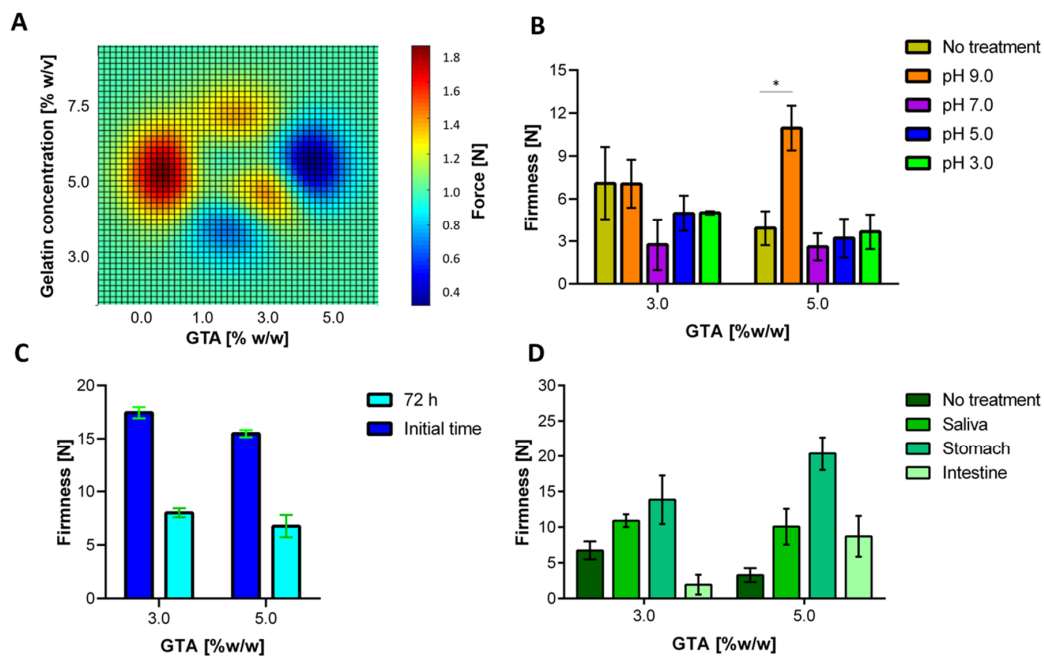 A
Gelatin concentration [% w/v]
7.5
5.0
3.0
0.0 1.0 3.0 5.0
GTA [% w/w]
1.8
1.6
1.4
1.2
1.0
0.8
0.6
0.4
Force [N]
B
Firmness [N]
15
12
9
6
3
0
*
3.0 5.0
GTA [%w/w]
No treatment
pH 9.0
pH 7.0
pH 5.0
pH 3.0
C
Firmness [N]
20
15
10
5
0
3.0 5.0
GTA [%w/w]
72 h
Initial time
D
Firmness [N]
30
25
20
15
10
5
0
3.0 5.0
GTA [%w/w]
No treatment
Saliva
Stomach
Intestine